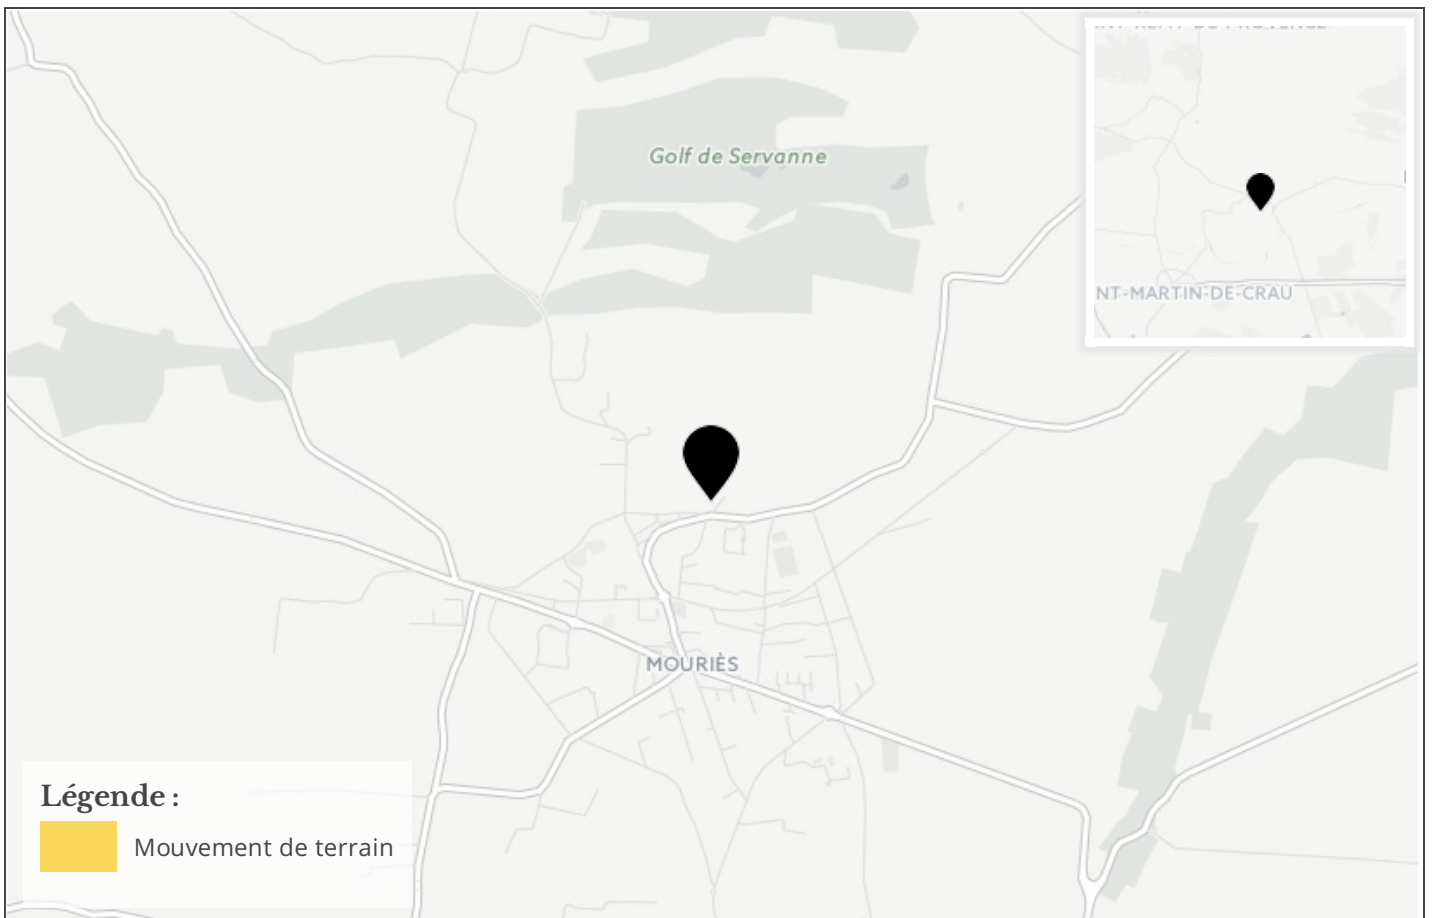 Golf de Servanne
NT-MARTIN-DE-CRAU
MOURIÈS
Légende :
Mouvement de terrain